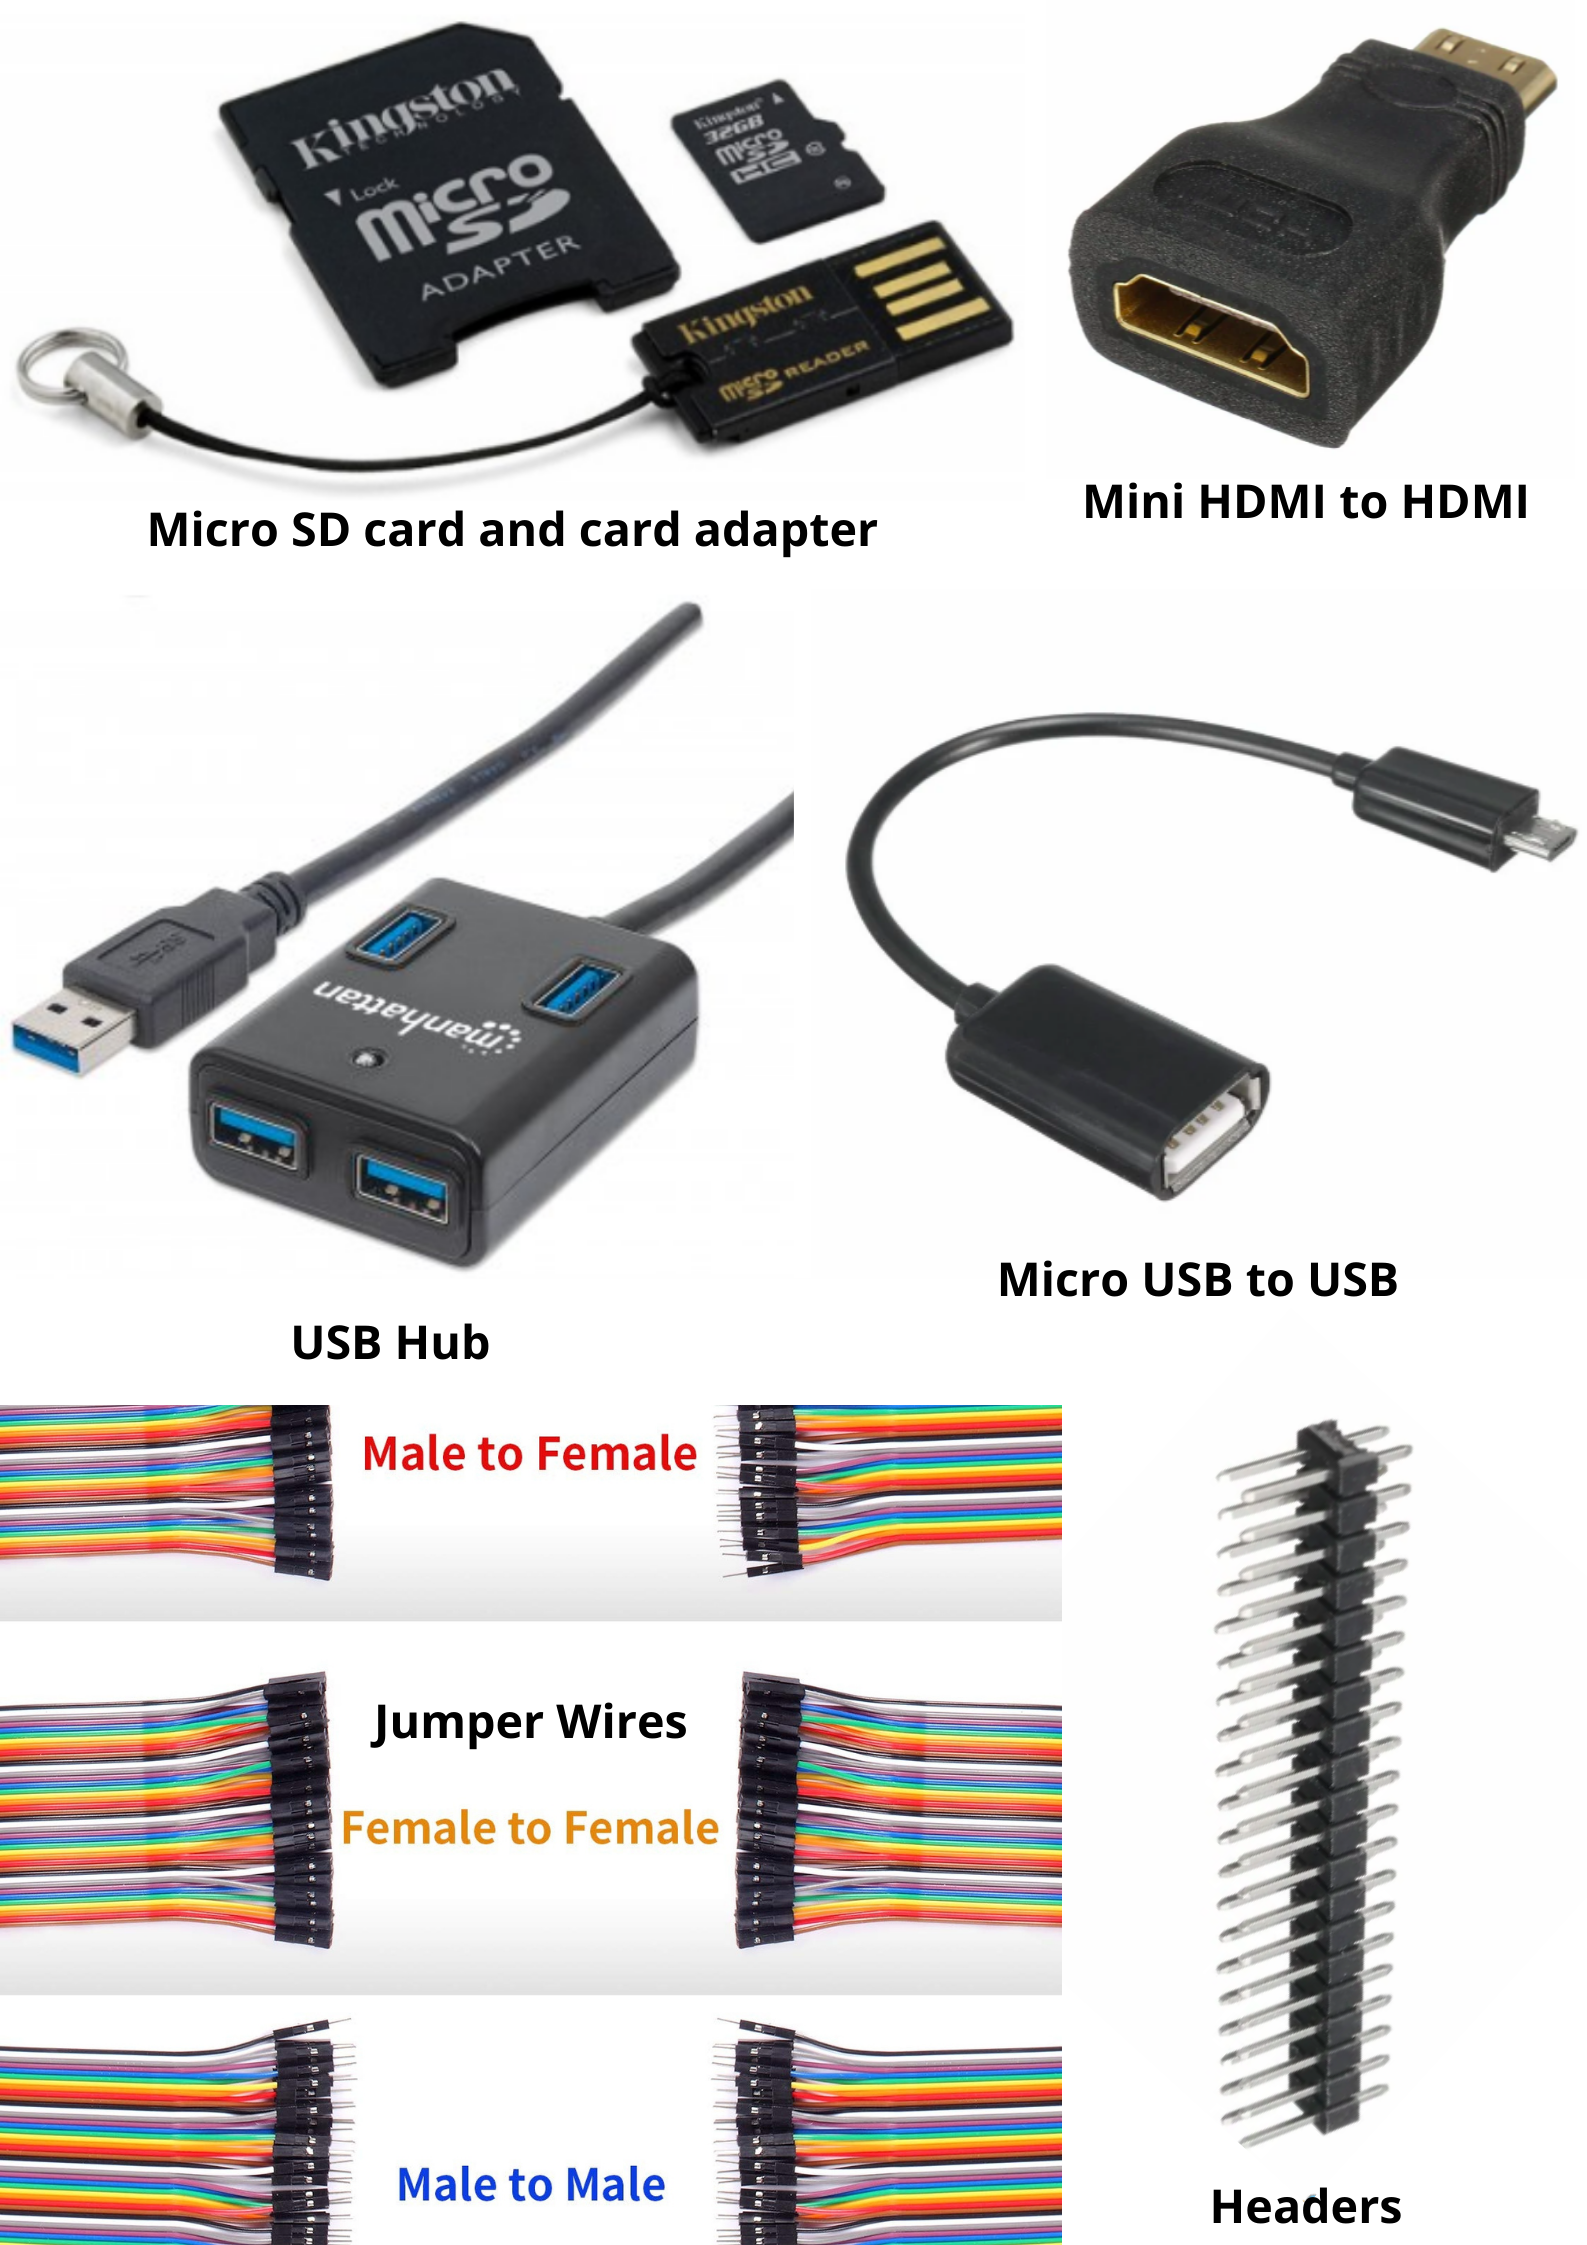 Kingston
TECHNOLOGY
Lock
Micro
SD
ADAPTER
Kingston
32GB
Micro
SD
HC
Kingston
Micro
SD READER
Micro SD card and card adapter
Mini HDMI to HDMI
manhattan
Micro USB to USB
USB Hub
Male to Female
Jumper Wires
Female to Female
Male to Male
Headers